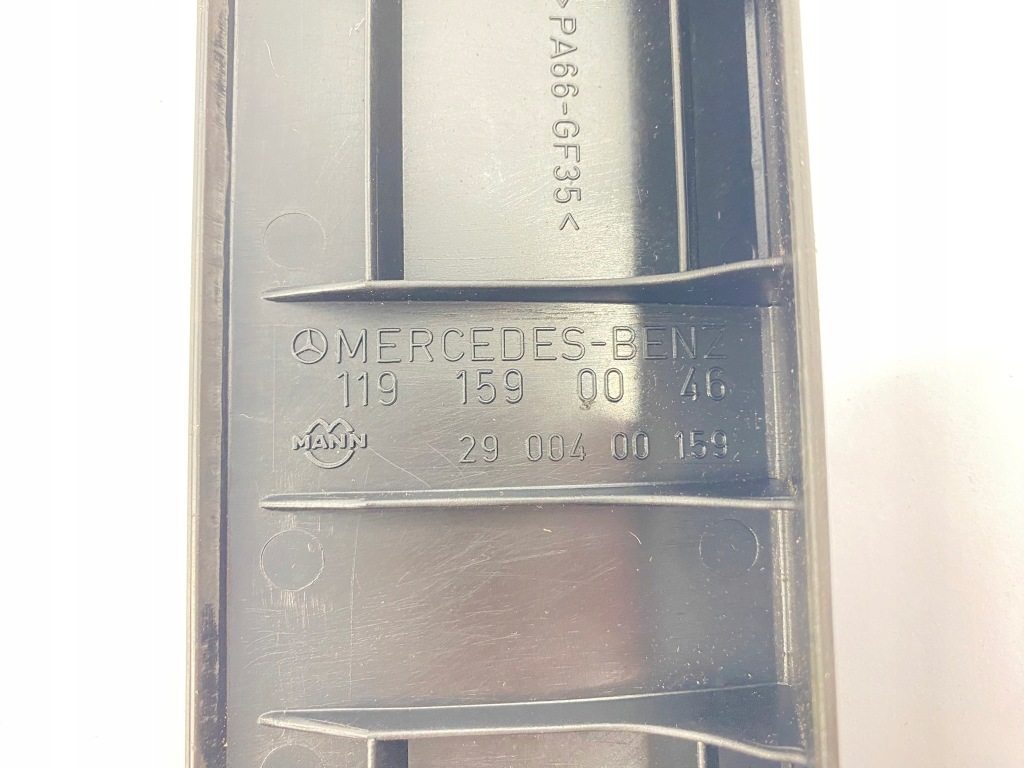 >PA66-GF35<
MERCEDES-BENZ
119 159 00 46
MANN
29 004 00 159